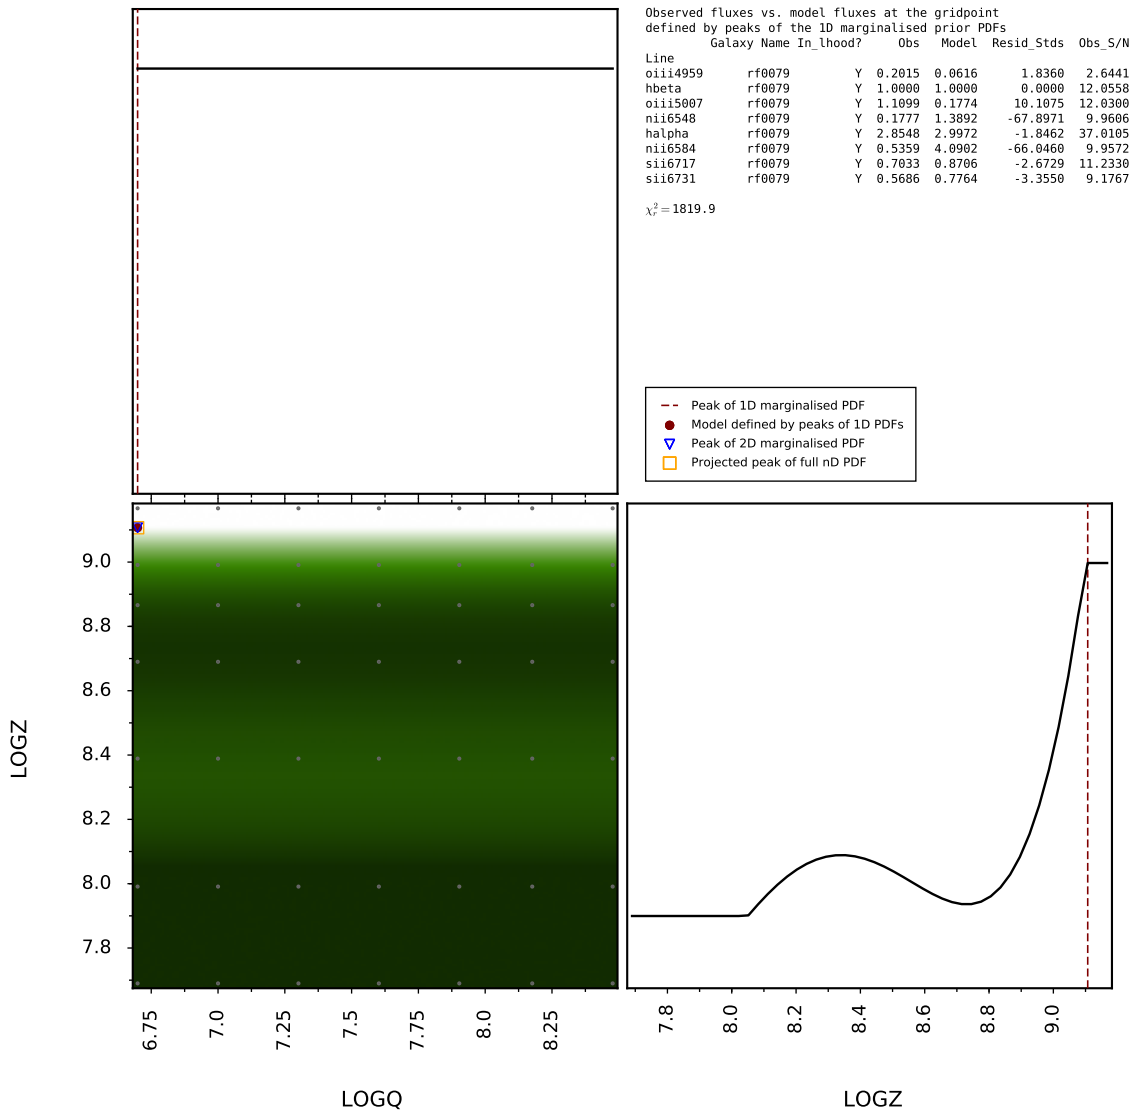 Observed fluxes vs. model fluxes at the gridpoint
defined by peaks of the 1D marginalised prior PDFs
Galaxy Name In_lhood? Obs Model Resid_Stds Obs_S/N
Line
oiii4959 rf0079 Y 0.2015 0.0616 1.8360 2.6441
hbeta rf0079 Y 1.0000 1.0000 0.0000 12.0558
oiii5007 rf0079 Y 1.1099 0.1774 10.1075 12.0300
nii6548 rf0079 Y 0.1777 1.3892 -67.8971 9.9606
halpha rf0079 Y 2.8548 2.9972 -1.8462 37.0105
nii6584 rf0079 Y 0.5359 4.0902 -66.0460 9.9572
sii6717 rf0079 Y 0.7033 0.8706 -2.6729 11.2330
sii6731 rf0079 Y 0.5686 0.7764 -3.3550 9.1767
χ²ᵣ = 1819.9
Peak of 1D marginalised PDF
Model defined by peaks of 1D PDFs
Peak of 2D marginalised PDF
Projected peak of full nD PDF
LOGZ
9.0
8.8
8.6
8.4
8.2
8.0
7.8
6.75 7.0 7.25 7.5 7.75 8.0 8.25
LOGQ
7.8 8.0 8.2 8.4 8.6 8.8 9.0
LOGZ